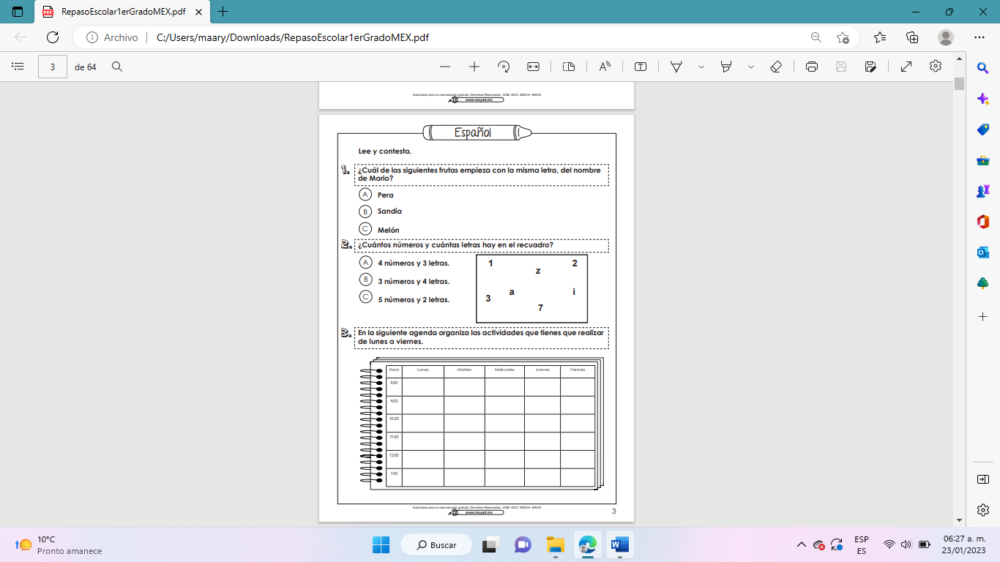 RepasoEscolar1erGradoMEX.pdf
Archivo C:/Users/maary/Downloads/RepasoEscolar1erGradoMEX.pdf
3 de 64
Autorizado para su reproducción gratuita. Derechos Reservados. GOB. EDO. SEECH. MEAD
www.meyad.mx
Español
Lee y contesta.
1. ¿Cuál de las siguientes frutas empieza con la misma letra, del nombre
de Mario?
A Pera
B Sandía
C Melón
2. ¿Cuántos números y cuántas letras hay en el recuadro?
A 4 números y 3 letras.
B 3 números y 4 letras.
C 5 números y 2 letras.
1 2
z
a i
3
7
3. En la siguiente agenda organiza las actividades que tienes que realizar
de lunes a viernes.
Hora Lunes Martes Miércoles Jueves Viernes
8:00
9:00
10:00
11:00
12:00
1:00
Autorizado para su reproducción gratuita. Derechos Reservados. GOB. EDO. SEECH. MEAD
www.meyad.mx
3
10°C
Pronto amanece
Buscar
ESP
ES
06:27 a. m.
23/01/2023